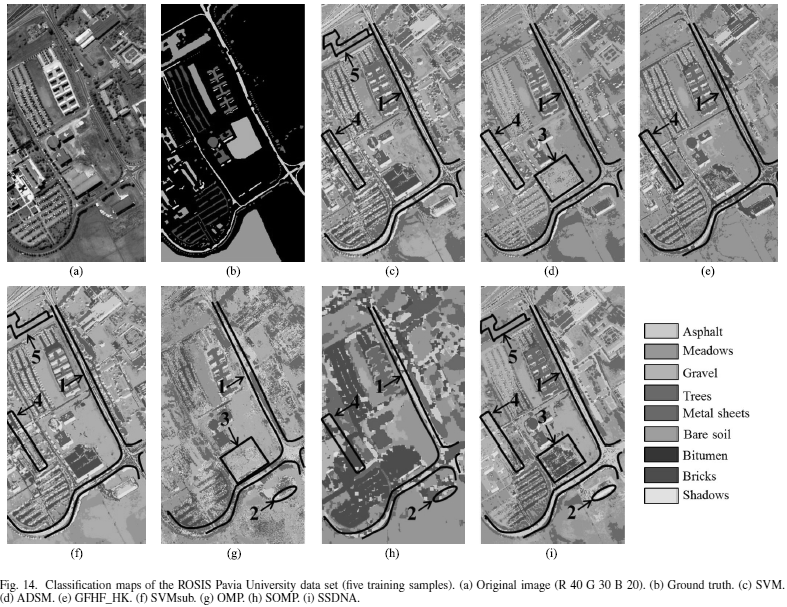 5
1
4
1
4
3
1
4
(a)
(b)
(c)
(d)
(e)
5
1
4
1
3
2
1
4
2
5
1
4
3
2
Asphalt
Meadows
Gravel
Trees
Metal sheets
Bare soil
Bitumen
Bricks
Shadows
(f)
(g)
(h)
(i)
Fig. 14. Classification maps of the ROSIS Pavia University data set (five training samples). (a) Original image (R 40 G 30 B 20). (b) Ground truth. (c) SVM.
(d) ADSM. (e) GFHF_HK. (f) SVMsub. (g) OMP. (h) SOMP. (i) SSDNA.